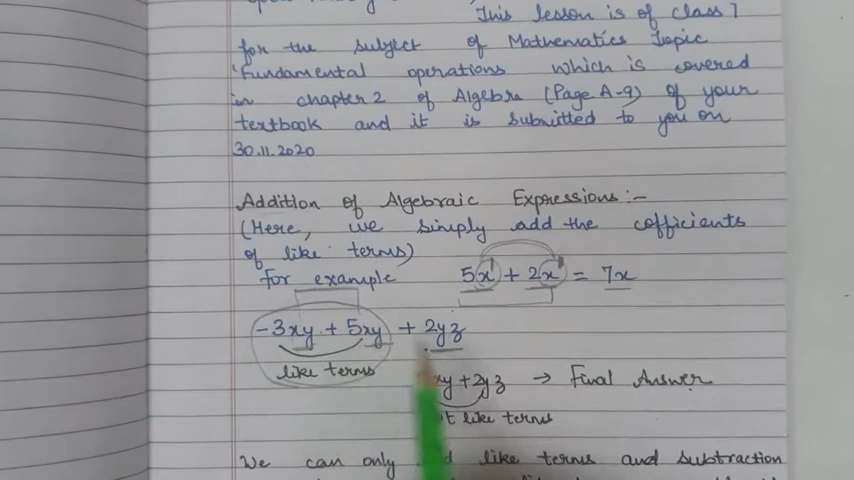 This lesson is of class 7
for the subject of Mathematics Topic
'Fundamental operations which is covered
in chapter 2 of Algebra (Page A-9) of your
textbook and it is submitted to you on
30.11.2020
Addition of Algebraic Expressions:-
(Here, we simply add the cofficients
of like terms)
For example 5x¹ + 2x¹ = 7x
-3xy + 5xy + 2yz
like terms
xy + 2yz → Final Answer
like terms
We can only like terms and subtraction